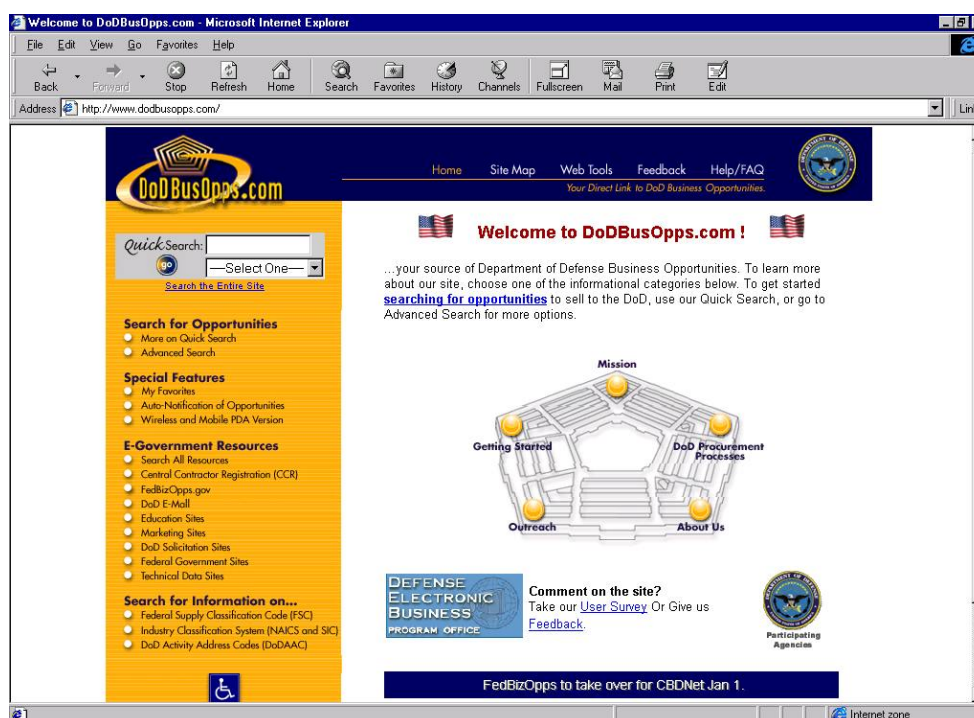 Welcome to DoDBusOpps.com - Microsoft Internet Explorer
File Edit View Go Favorites Help
Back Forward Stop Refresh Home Search Favorites History Channels Fullscreen Mail Print Edit
Address http://www.dodbusopps.com/
DoDBusOpps.com
Home Site Map Web Tools Feedback Help/FAQ
Your Direct Link to DoD Business Opportunities.
Quick Search:
go
—Select One—
Search the Entire Site
Search for Opportunities
More on Quick Search
Advanced Search
Special Features
My Favorites
Auto-Notification of Opportunities
Wireless and Mobile PDA Version
E-Government Resources
Search All Resources
Central Contractor Registration (CCR)
FedBizOpps.gov
DoD E-Mall
Education Sites
Marketing Sites
DoD Solicitation Sites
Federal Government Sites
Technical Data Sites
Search for Information on...
Federal Supply Classification Code (FSC)
Industry Classification System (NAICS and SIC)
DoD Activity Address Codes (DoDAAC)
Welcome to DoDBusOpps.com !
...your source of Department of Defense Business Opportunities. To learn more
about our site, choose one of the informational categories below. To get started
searching for opportunities to sell to the DoD, use our Quick Search, or go to
Advanced Search for more options.
Mission
Getting Started
DoD Procurement
Processes
Outreach
About Us
DEFENSE
ELECTRONIC
BUSINESS
PROGRAM OFFICE
Comment on the site?
Take our User Survey Or Give us
Feedback.
Participating
Agencies
FedBizOpps to take over for CBDNet Jan 1.
Internet zone